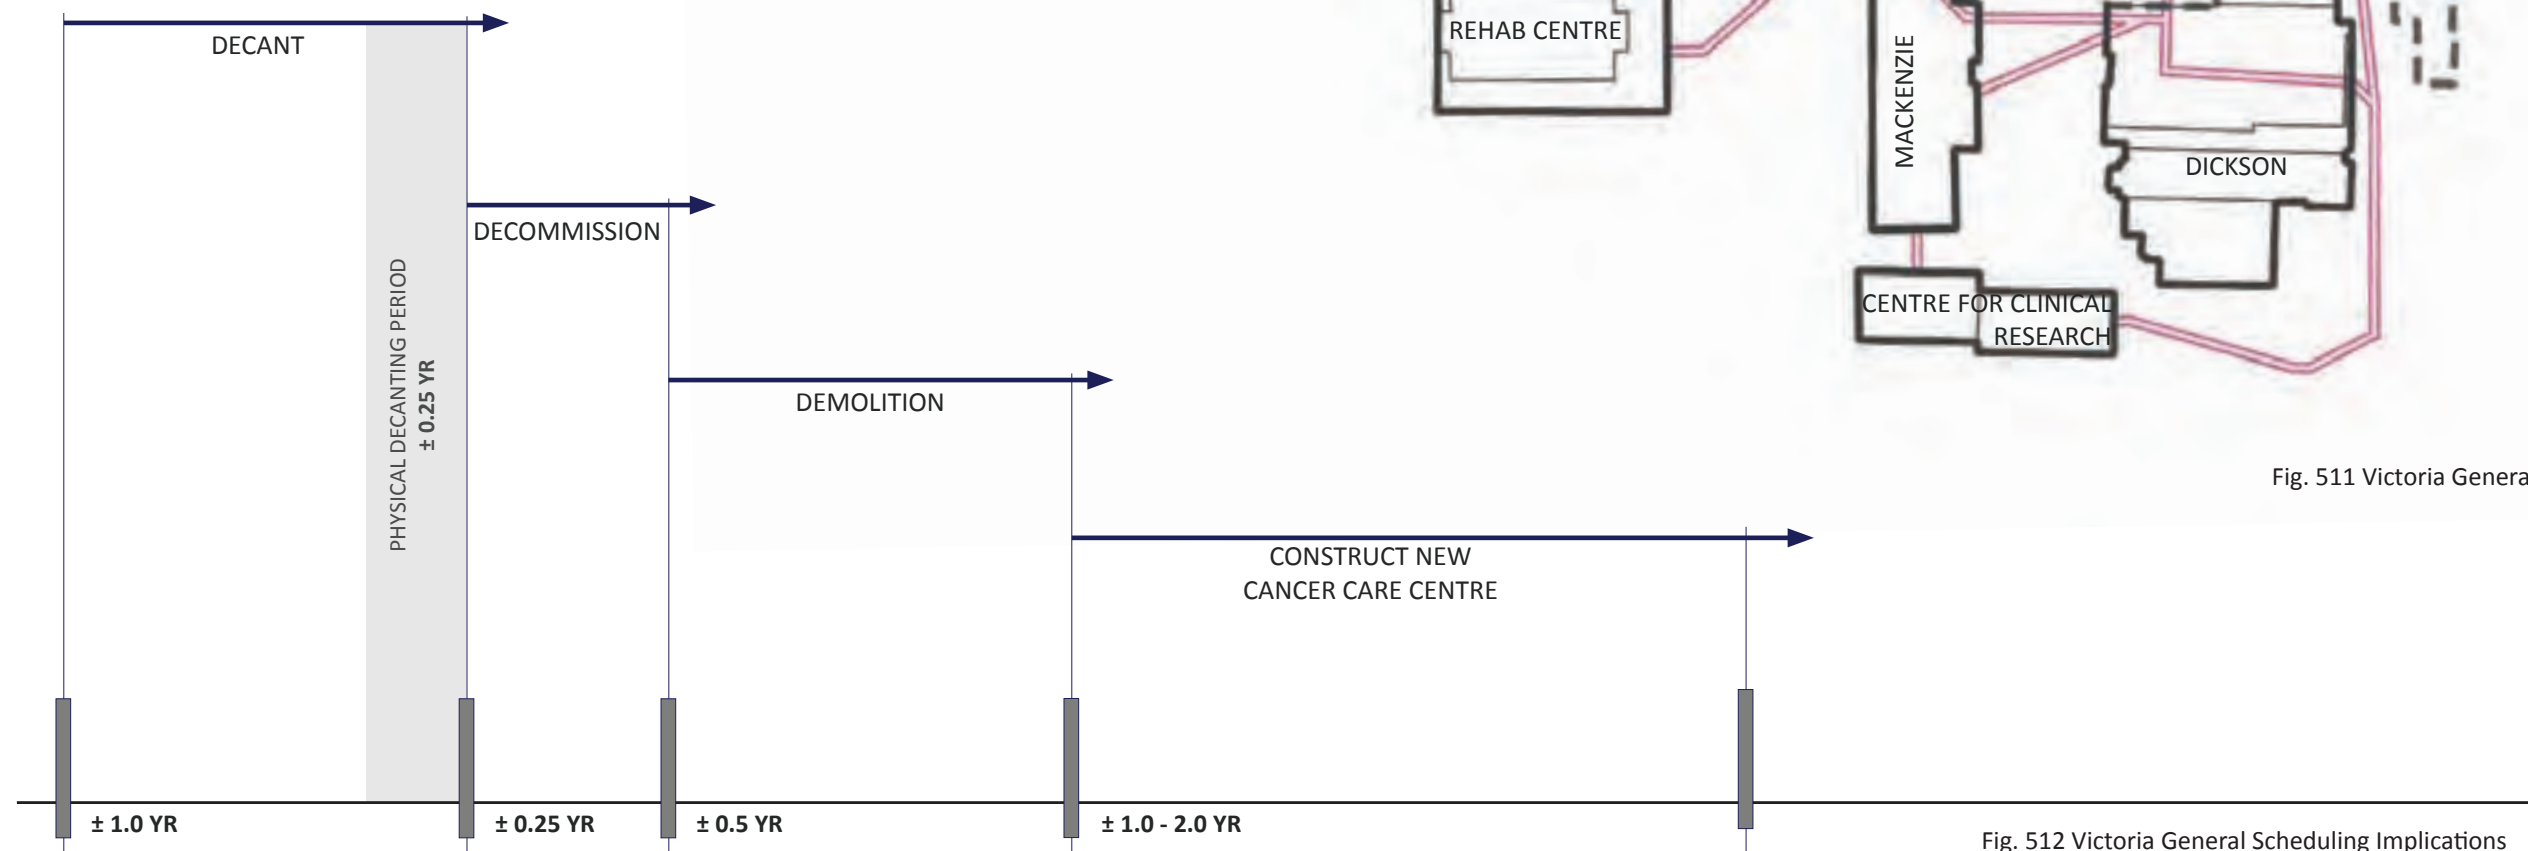 DECANT
DECOMMISSION
PHYSICAL DECANTING PERIOD
± 0.25 YR
DEMOLITION
CONSTRUCT NEW
CANCER CARE CENTRE
± 1.0 YR
± 0.25 YR
± 0.5 YR
± 1.0 - 2.0 YR
REHAB CENTRE
MACKENZIE
DICKSON
CENTRE FOR CLINICAL
RESEARCH
Fig. 511 Victoria Genera
Fig. 512 Victoria General Scheduling Implications